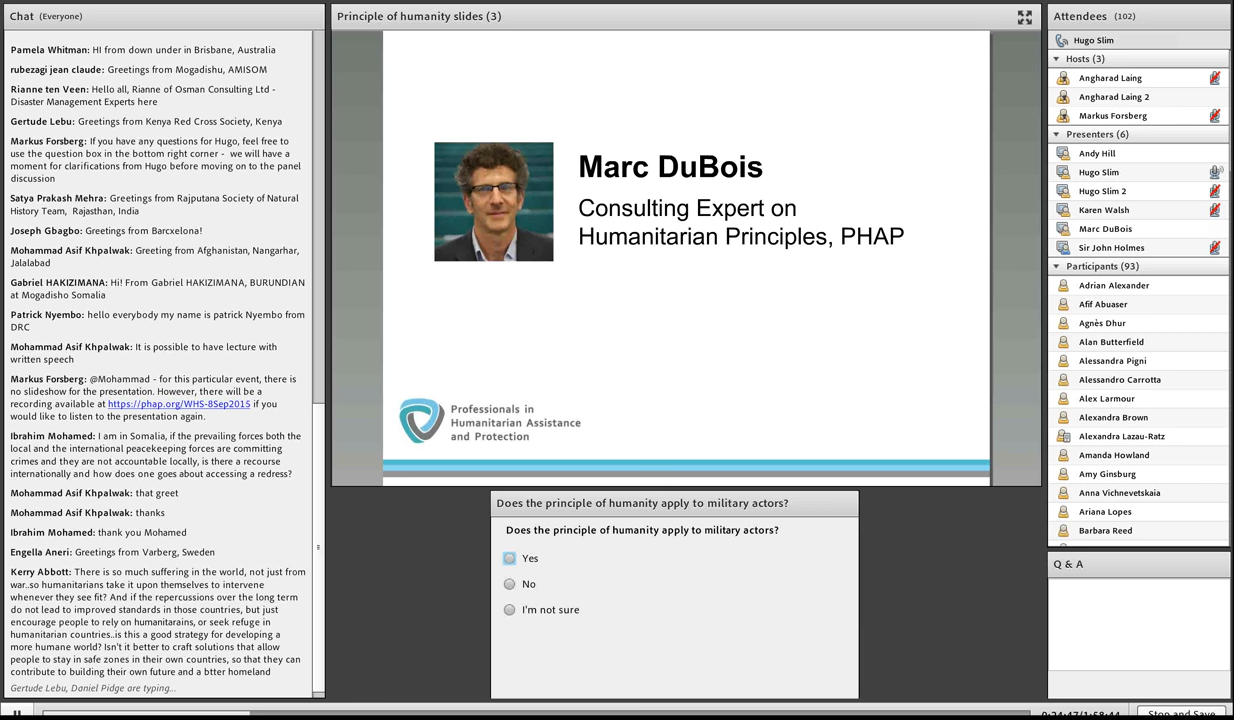 Chat (Everyone)
Pamela Whitman: HI from down under in Brisbane, Australia
rubezagi jean claude: Greetings from Mogadishu, AMISOM
Rianne ten Veen: Hello all, Rianne of Osman Consulting Ltd -
Disaster Management Experts here
Gertude Lebu: Greetings from Kenya Red Cross Society, Kenya
Markus Forsberg: If you have any questions for Hugo, feel free to
use the question box in the bottom right corner - we will have a
moment for clarifications from Hugo before moving on to the panel
discussion
Satya Prakash Mehra: Greetings from Rajputana Society of Natural
History Team, Rajasthan, India
Joseph Gbagbo: Greetings from Barcxelona!
Mohammad Asif Khpalwak: Greeting from Afghanistan, Nangarhar,
Jalalabad
Gabriel HAKIZIMANA: Hi! From Gabriel HAKIZIMANA, BURUNDIAN
at Mogadisho Somalia
Patrick Nyembo: hello everybody my name is patrick Nyembo from
DRC
Mohammad Asif Khpalwak: It is possible to have lecture with
written speech
Markus Forsberg: @Mohammad - for this particular event, there is
no slideshow for the presentation. However, there will be a
recording available at https://phap.org/WHS-8Sep2015 if you
would like to listen to the presentation again.
Ibrahim Mohamed: I am in Somalia, if the prevailing forces both the
local and the international peacekeeping forces are committing
crimes and they are not accountable locally, is there a recourse
internationally and how does one goes about accessing a redress?
Mohammad Asif Khpalwak: that greet
Mohammad Asif Khpalwak: thanks
Ibrahim Mohamed: thank you Mohamed
Engella Aneri: Greetings from Varberg, Sweden
Kerry Abbott: There is so much suffering in the world, not just from
war..so humanitarians take it upon themselves to intervene
whenever they see fit? And if the repercussions over the long term
do not lead to improved standards in those countries, but just
encourage people to rely on humanitarains, or seek refuge in
humanitarian countries..is this a good strategy for developing a
more humane world? Isn't it better to craft solutions that allow
people to stay in safe zones in their own countries, so that they can
contribute to building their own future and a btter homeland
Gertude Lebu, Daniel Pidge are typing...
Principle of humanity slides (3)
Marc DuBois
Consulting Expert on
Humanitarian Principles, PHAP
Professionals in
Humanitarian Assistance
and Protection
Does the principle of humanity apply to military actors?
Does the principle of humanity apply to military actors?
Yes
No
I'm not sure
Attendees (102)
Hugo Slim
Hosts (3)
Angharad Laing
Angharad Laing 2
Markus Forsberg
Presenters (6)
Andy Hill
Hugo Slim
Hugo Slim 2
Karen Walsh
Marc DuBois
Sir John Holmes
Participants (93)
Adrian Alexander
Afif Abuaser
Agnès Dhur
Alan Butterfield
Alessandra Pigni
Alessandro Carrotta
Alex Larmour
Alexandra Brown
Alexandra Lazau-Ratz
Amanda Howland
Amy Ginsburg
Anna Vichnevetskaia
Ariana Lopes
Barbara Reed
Q & A
0:24:47/1:58:44
Stop and Save